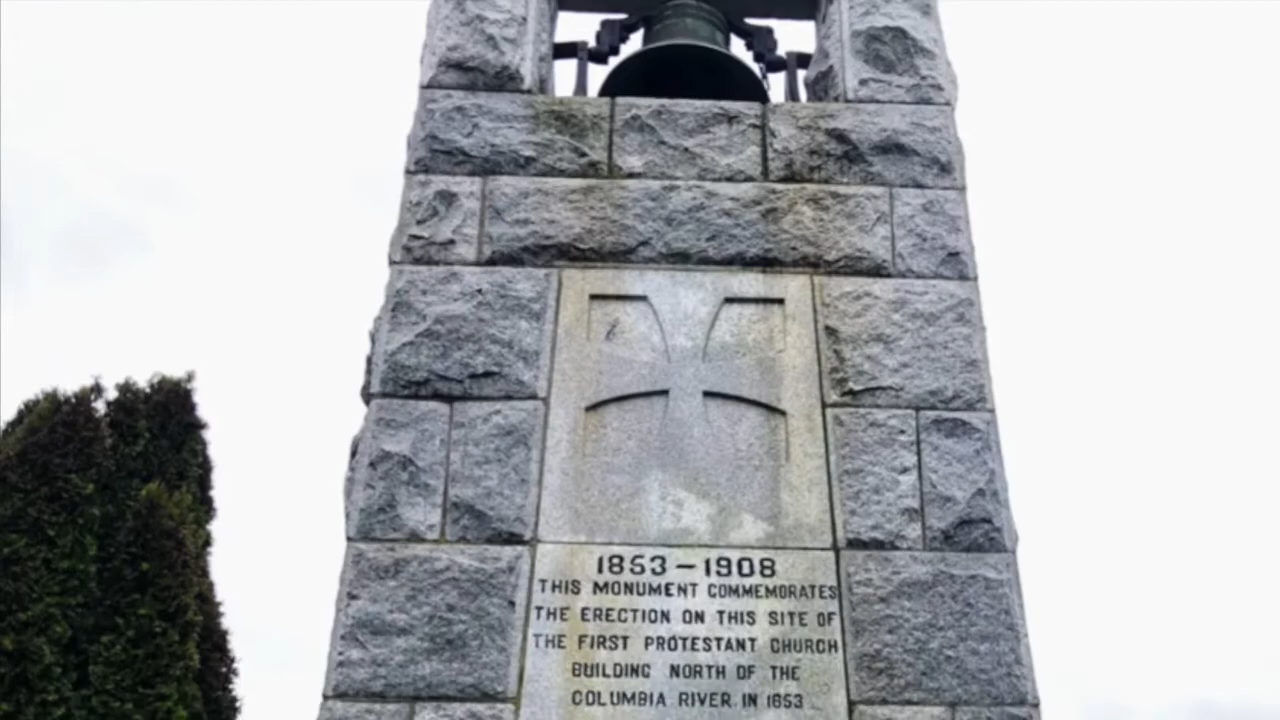 1853-1908
THIS MONUMENT COMMEMORATES
THE ERECTION ON THIS SITE OF
THE FIRST PROTESTANT CHURCH
BUILDING NORTH OF THE
COLUMBIA RIVER IN 1853